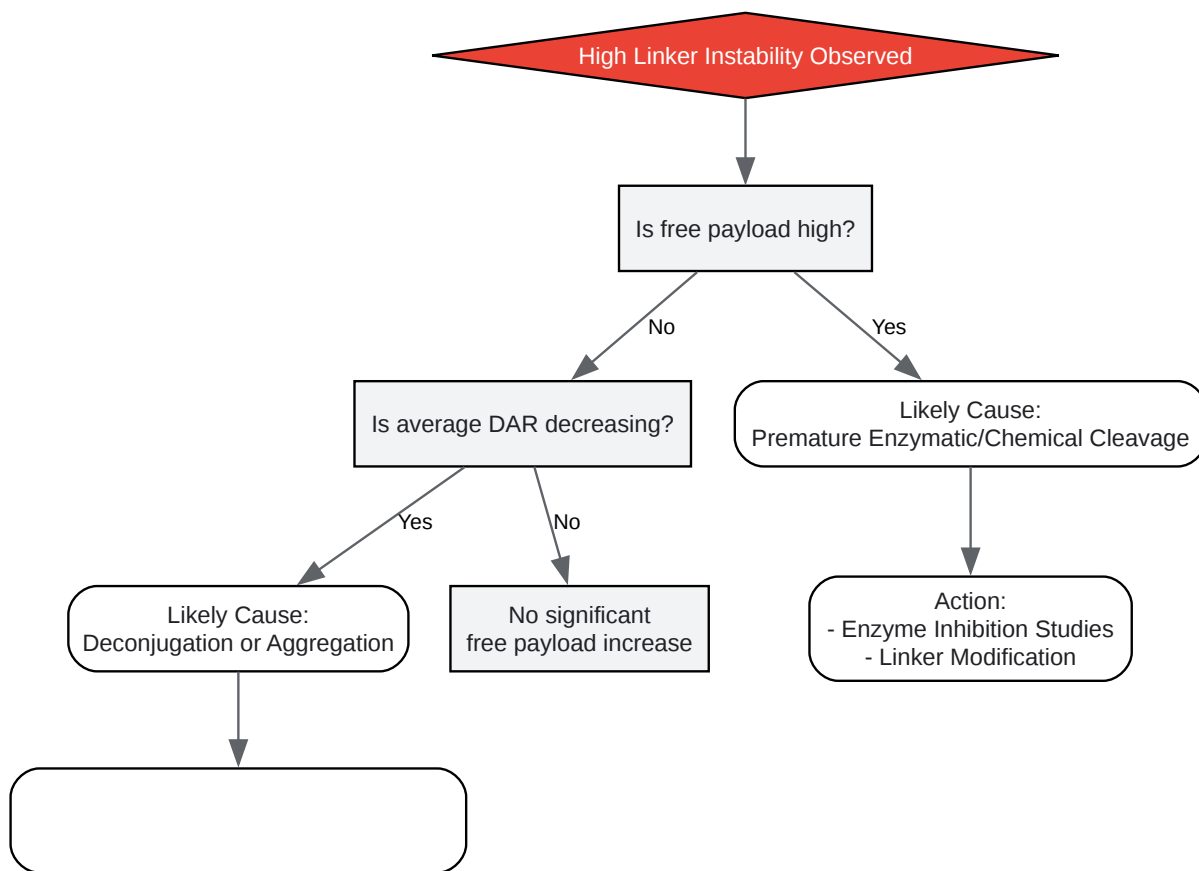 High Linker Instability Observed
Is free payload high?
No
Yes
Is average DAR decreasing?
Likely Cause:
Premature Enzymatic/Chemical Cleavage
Yes
No
Likely Cause:
Deconjugation or Aggregation
No significant
free payload increase
Action:
- Enzyme Inhibition Studies
- Linker Modification